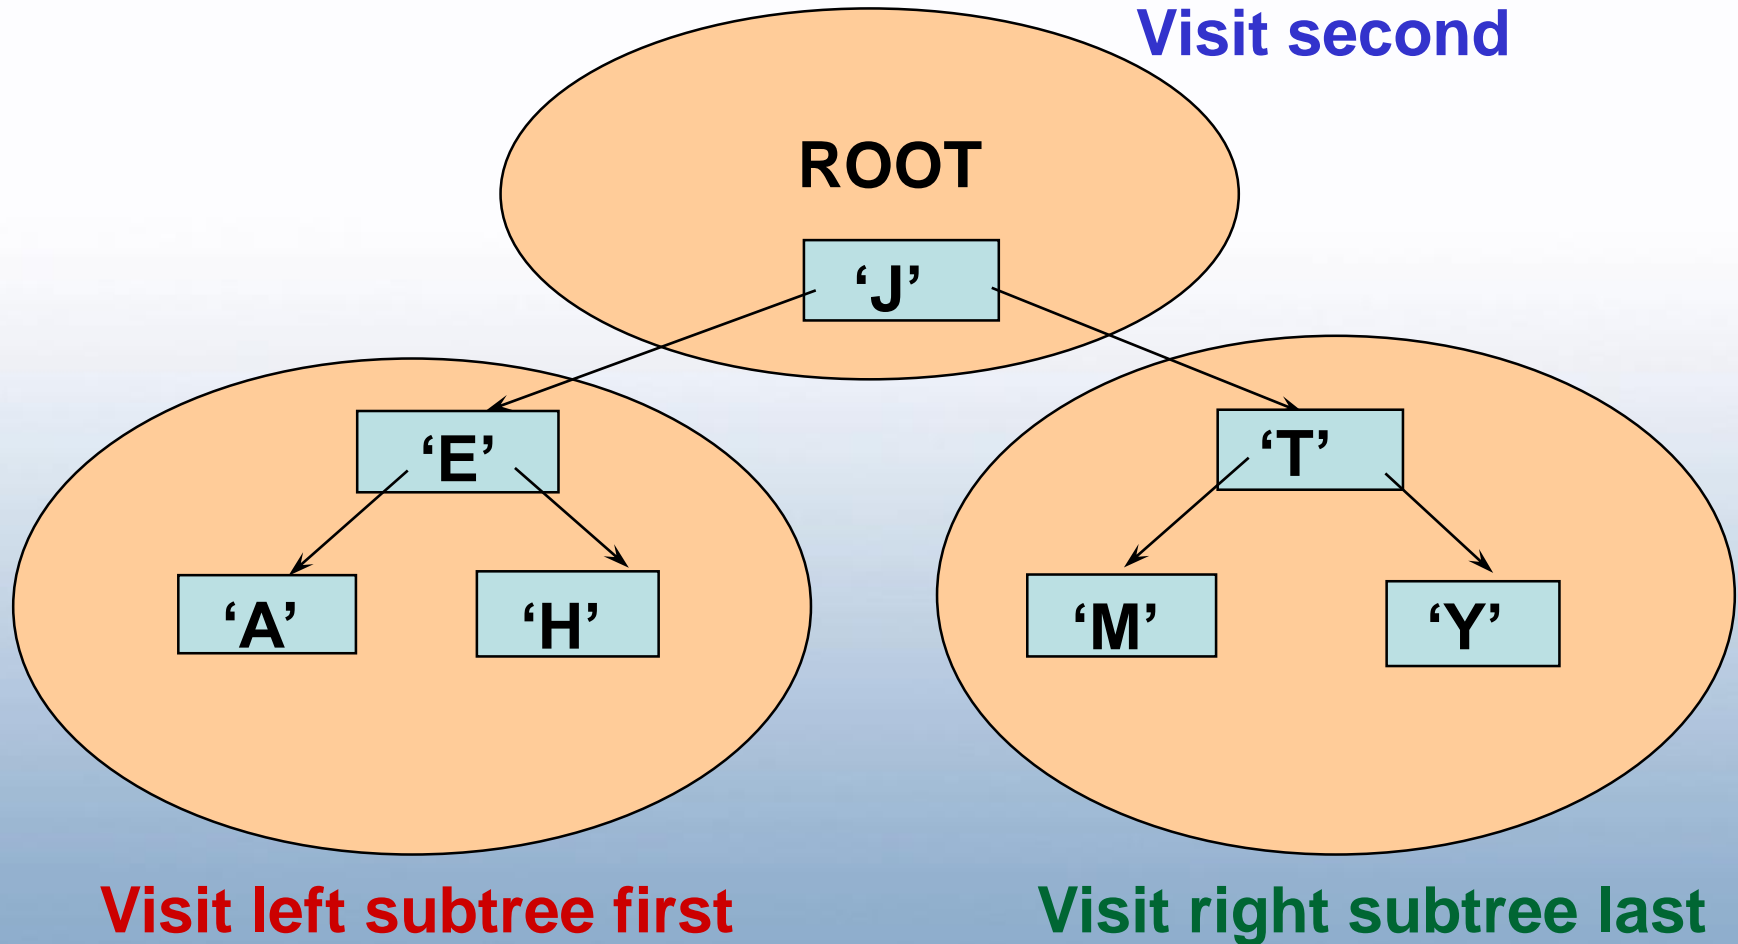 Visit second
ROOT
‘J’
‘E’
‘T’
‘A’
‘H’
‘M’
‘Y’
Visit left subtree first
Visit right subtree last